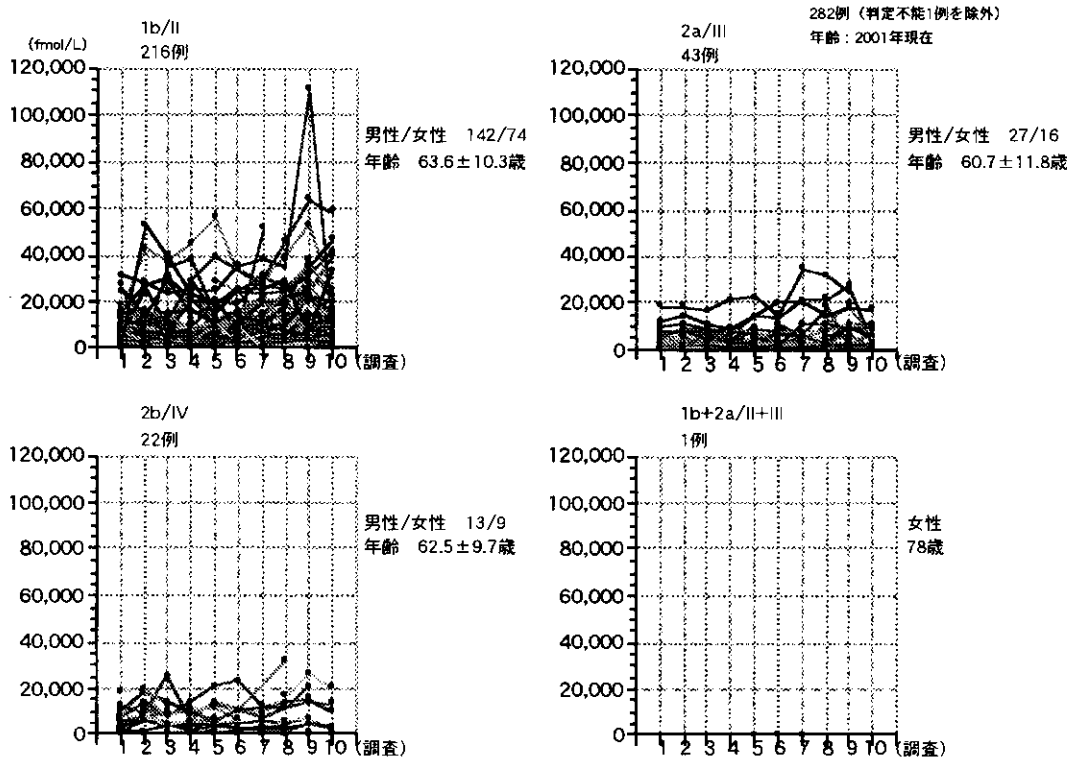 282例（判定不能1例を除外）
年齢：2001年現在
1b/II
216例
(fmol/L)
120,000
100,000
80,000
60,000
40,000
20,000
0
1 2 3 4 5 6 7 8 9 10 (調査)
男性/女性 142/74
年齢 63.6±10.3歳
2a/III
43例
120,000
100,000
80,000
60,000
40,000
20,000
0
1 2 3 4 5 6 7 8 9 10 (調査)
男性/女性 27/16
年齢 60.7±11.8歳
2b/IV
22例
120,000
100,000
80,000
60,000
40,000
20,000
0
1 2 3 4 5 6 7 8 9 10 (調査)
男性/女性 13/9
年齢 62.5±9.7歳
1b+2a/II+III
1例
120,000
100,000
80,000
60,000
40,000
20,000
0
1 2 3 4 5 6 7 8 9 10 (調査)
女性
78歳